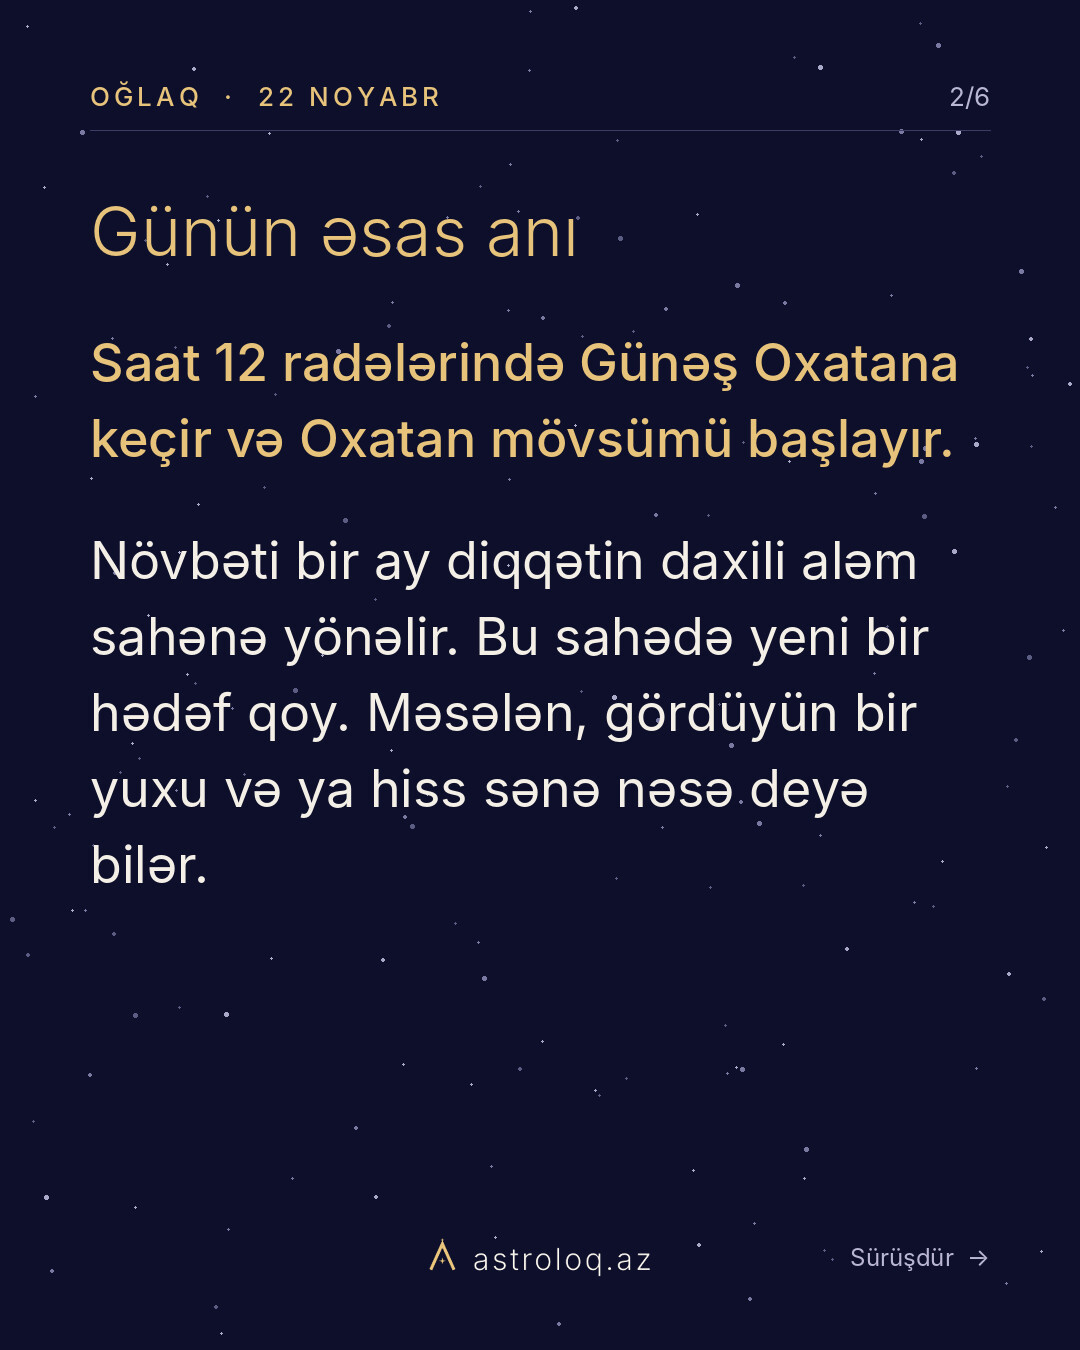 OĞLAQ · 22 NOYABR
2/6
Günün əsas anı
Saat 12 radələrində Günəş Oxatana
keçir və Oxatan mövsümü başlayır.
Növbəti bir ay diqqətin daxili aləm
sahənə yönəlir. Bu sahədə yeni bir
hədəf qoy. Məsələn, gördüyün bir
yuxu və ya hiss sənə nəsə deyə
bilər.
astroloq.az
Sürüşdür →